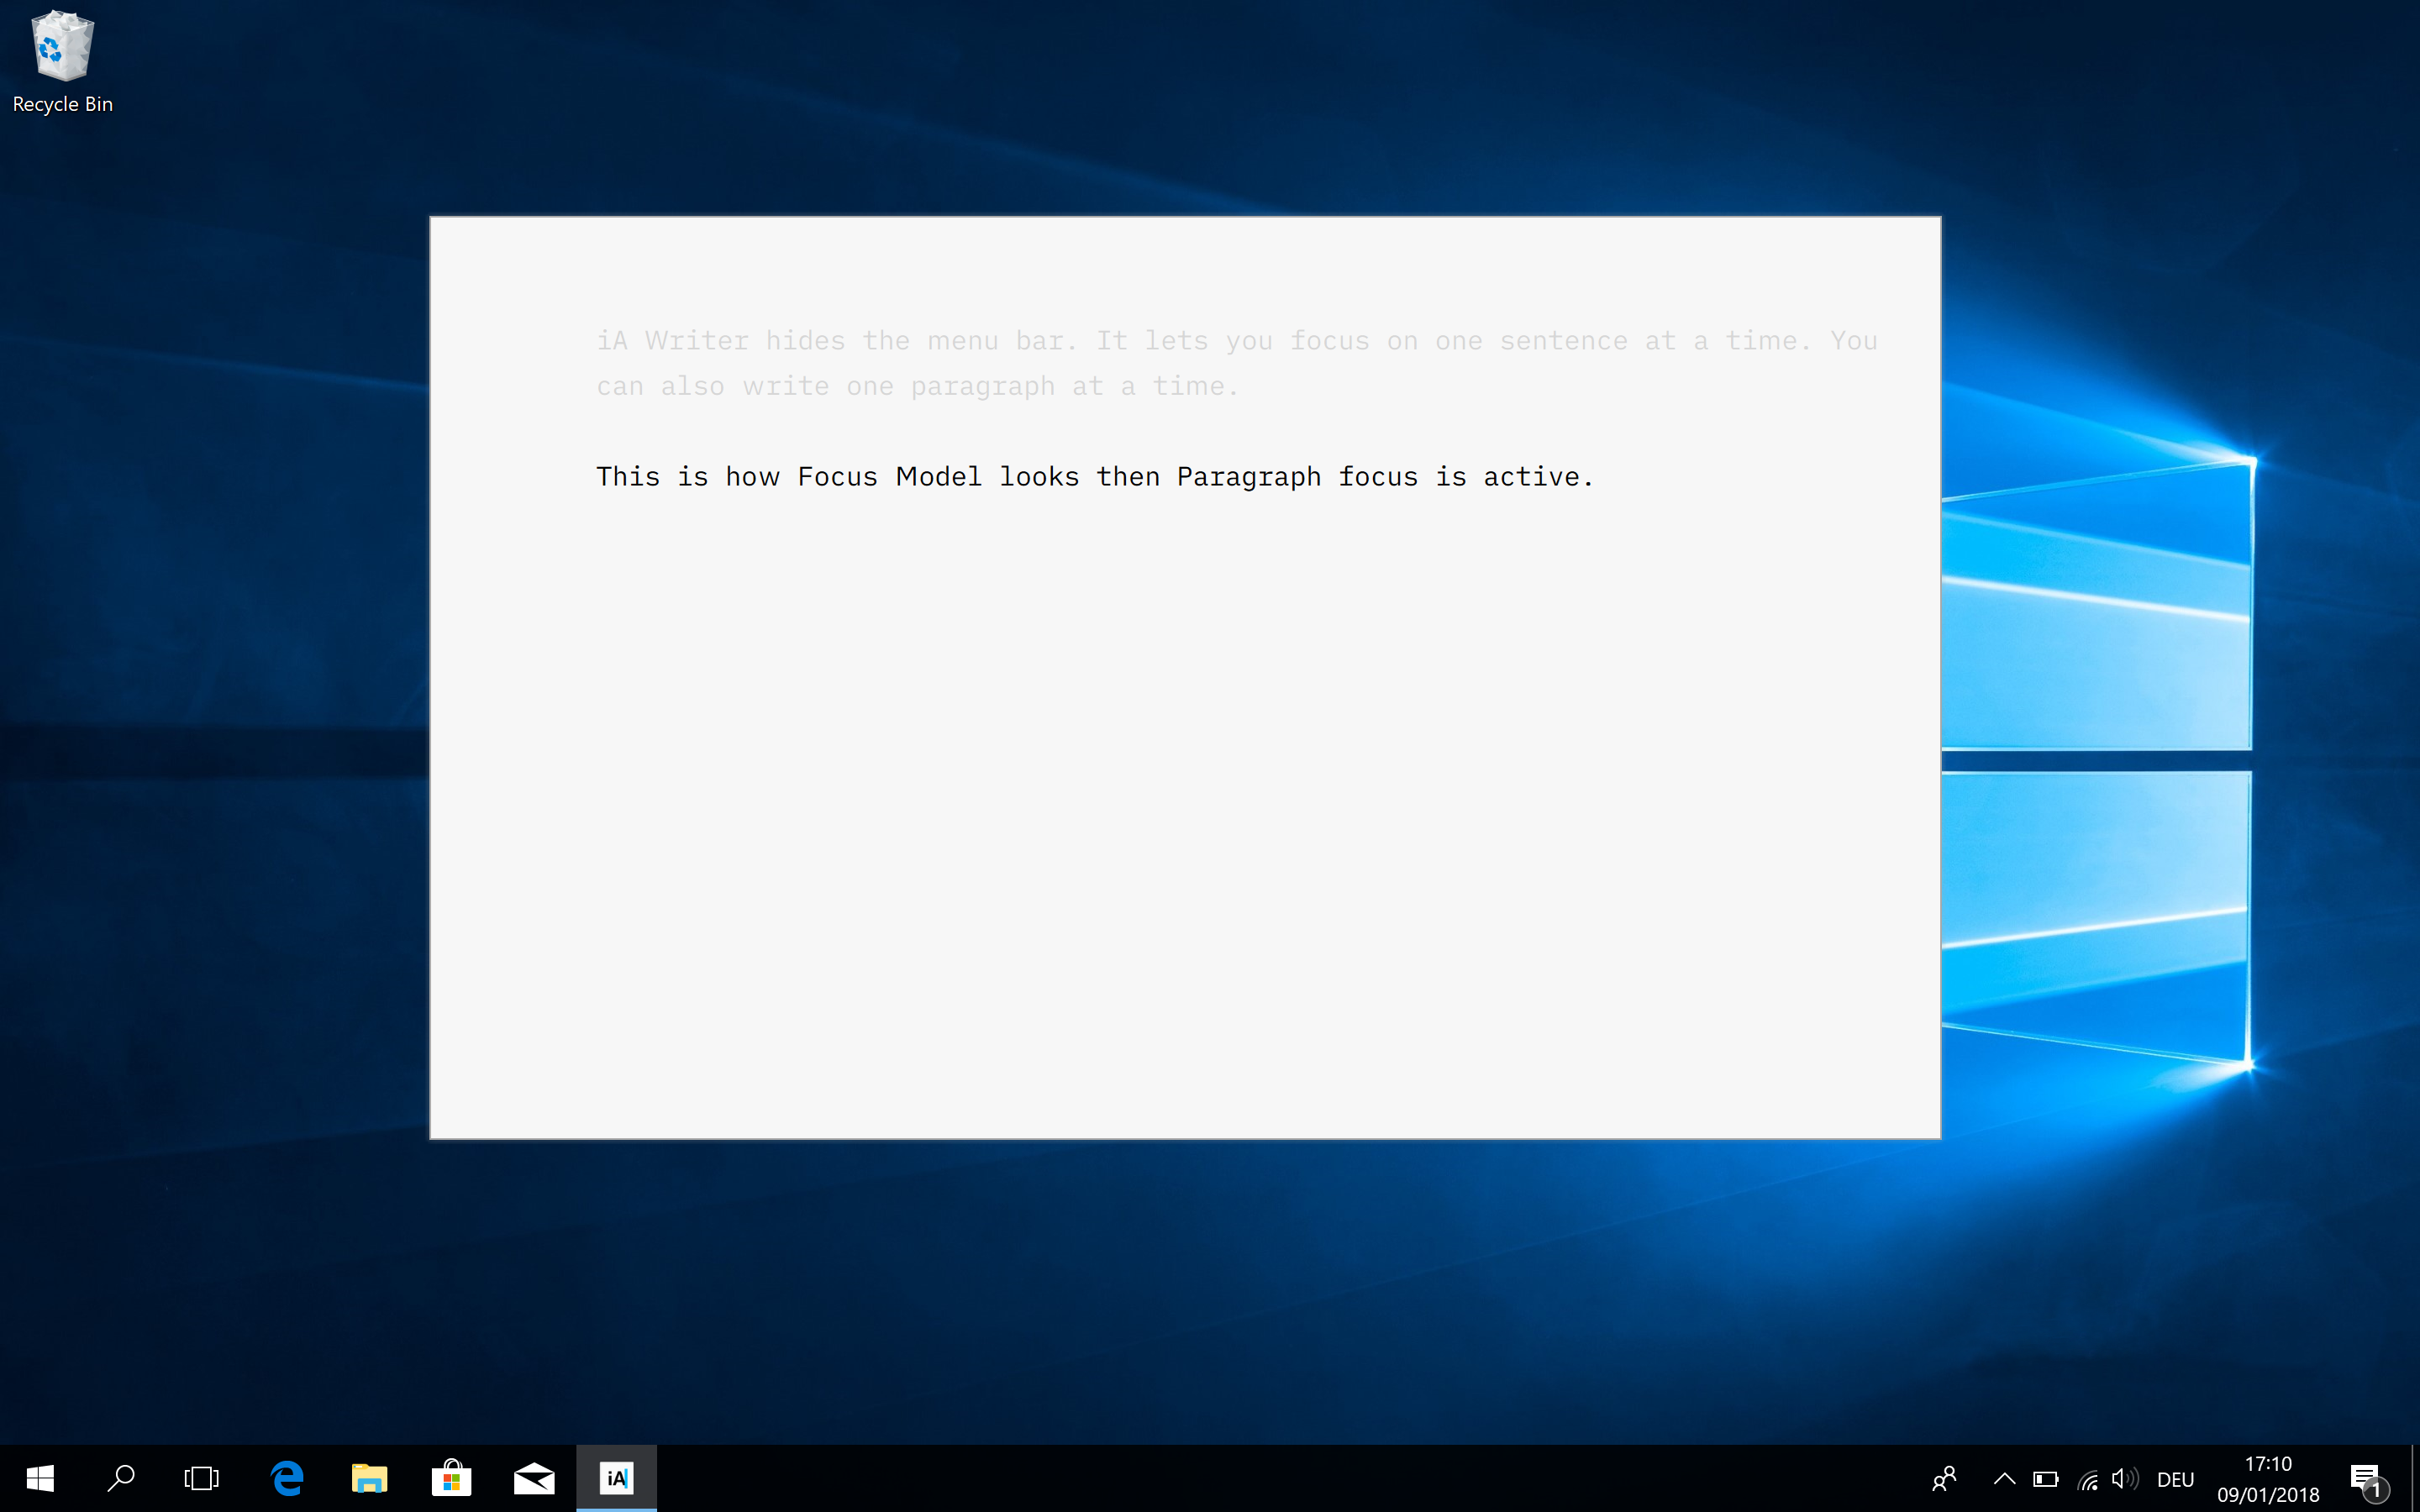 Recycle Bin
iA Writer hides the menu bar. It lets you focus on one sentence at a time. You
can also write one paragraph at a time.
This is how Focus Model looks then Paragraph focus is active.
iA
DEU
17:10
09/01/2018
1